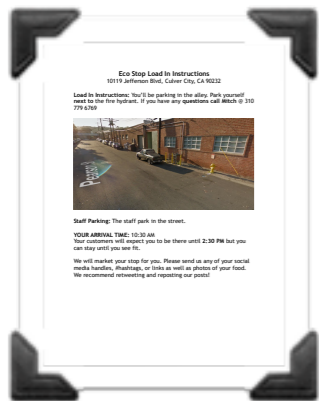 Eco Stop Load In Instructions
10119 Jefferson Blvd, Culver City, CA 90232
Load In Instructions: You'll be parking in the alley. Park yourself
next to the fire hydrant. If you have any questions call Mitch @ 310
779 6769
Staff Parking: The staff park in the street.
YOUR ARRIVAL TIME: 10:30 AM
Your customers will expect you to be there until 2:30 PM but you
can stay until you see fit.
We will market your stop for you. Please send us any of your social
media handles, #hashtags, or links as well as photos of your food.
We recommend retweeting and reposting our posts!